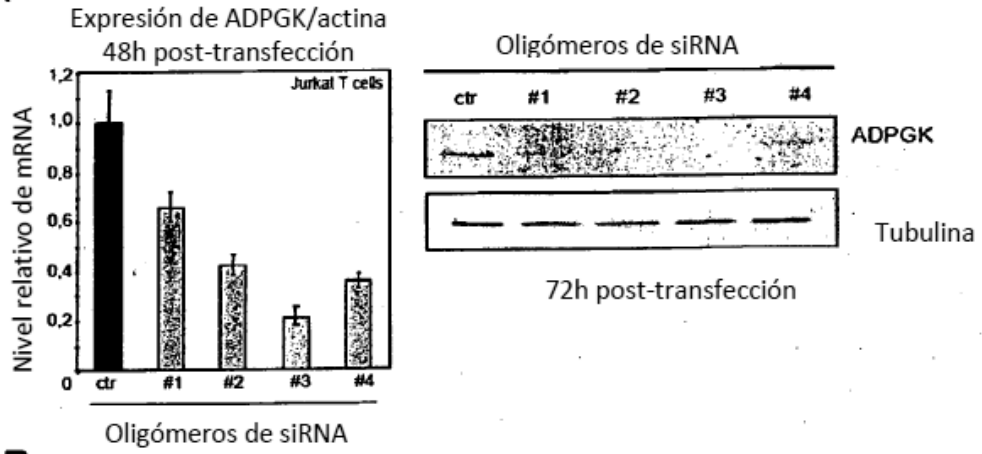 Expresión de ADPGK/actina
48h post-transfección
Jurkat T cells
Nivel relativo de mRNA
1,2
1,0
0,8
0,6
0,4
0,2
0
ctr #1 #2 #3 #4
Oligómeros de siRNA
Oligómeros de siRNA
ctr #1 #2 #3 #4
ADPGK
Tubulina
72h post-transfección